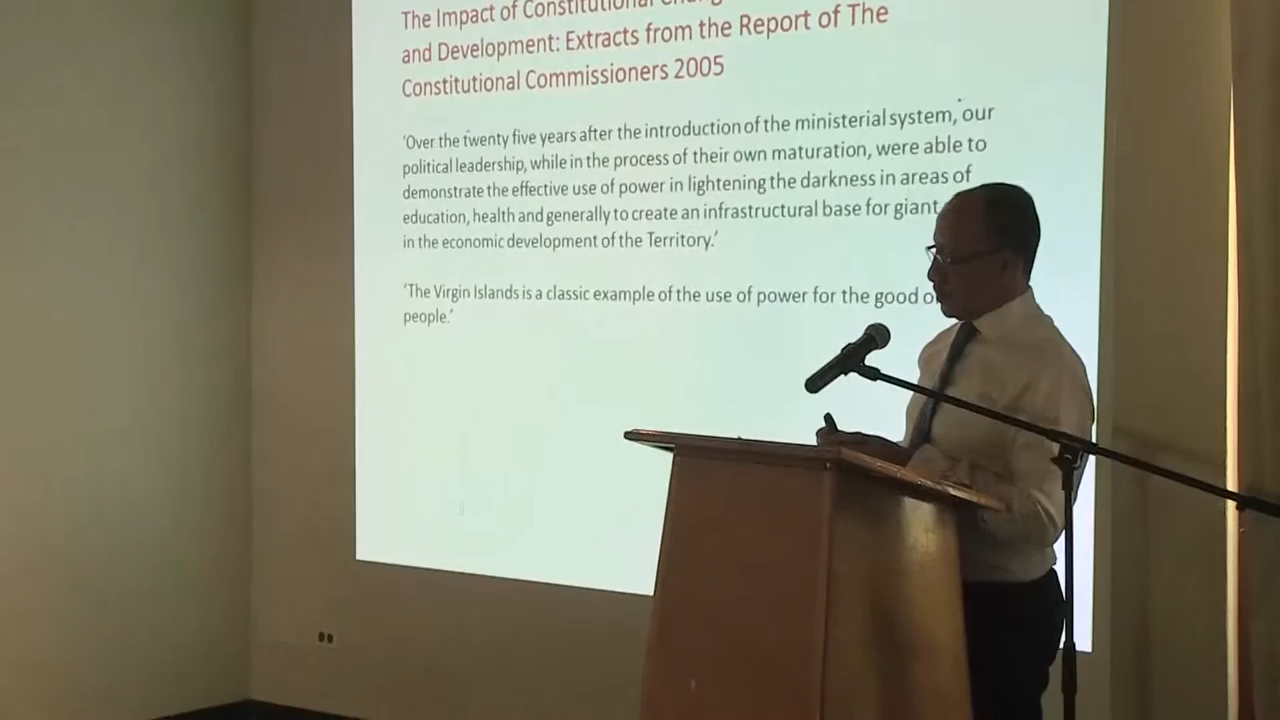 The Impact of Constitutional
and Development: Extracts from the Report of The
Constitutional Commissioners 2005
‘Over the twenty five years after the introduction of the ministerial system, our
political leadership, while in the process of their own maturation, were able to
demonstrate the effective use of power in lightening the darkness in areas of
education, health and generally to create an infrastructural base for giant
in the economic development of the Territory.’
‘The Virgin Islands is a classic example of the use of power for the good
people.’